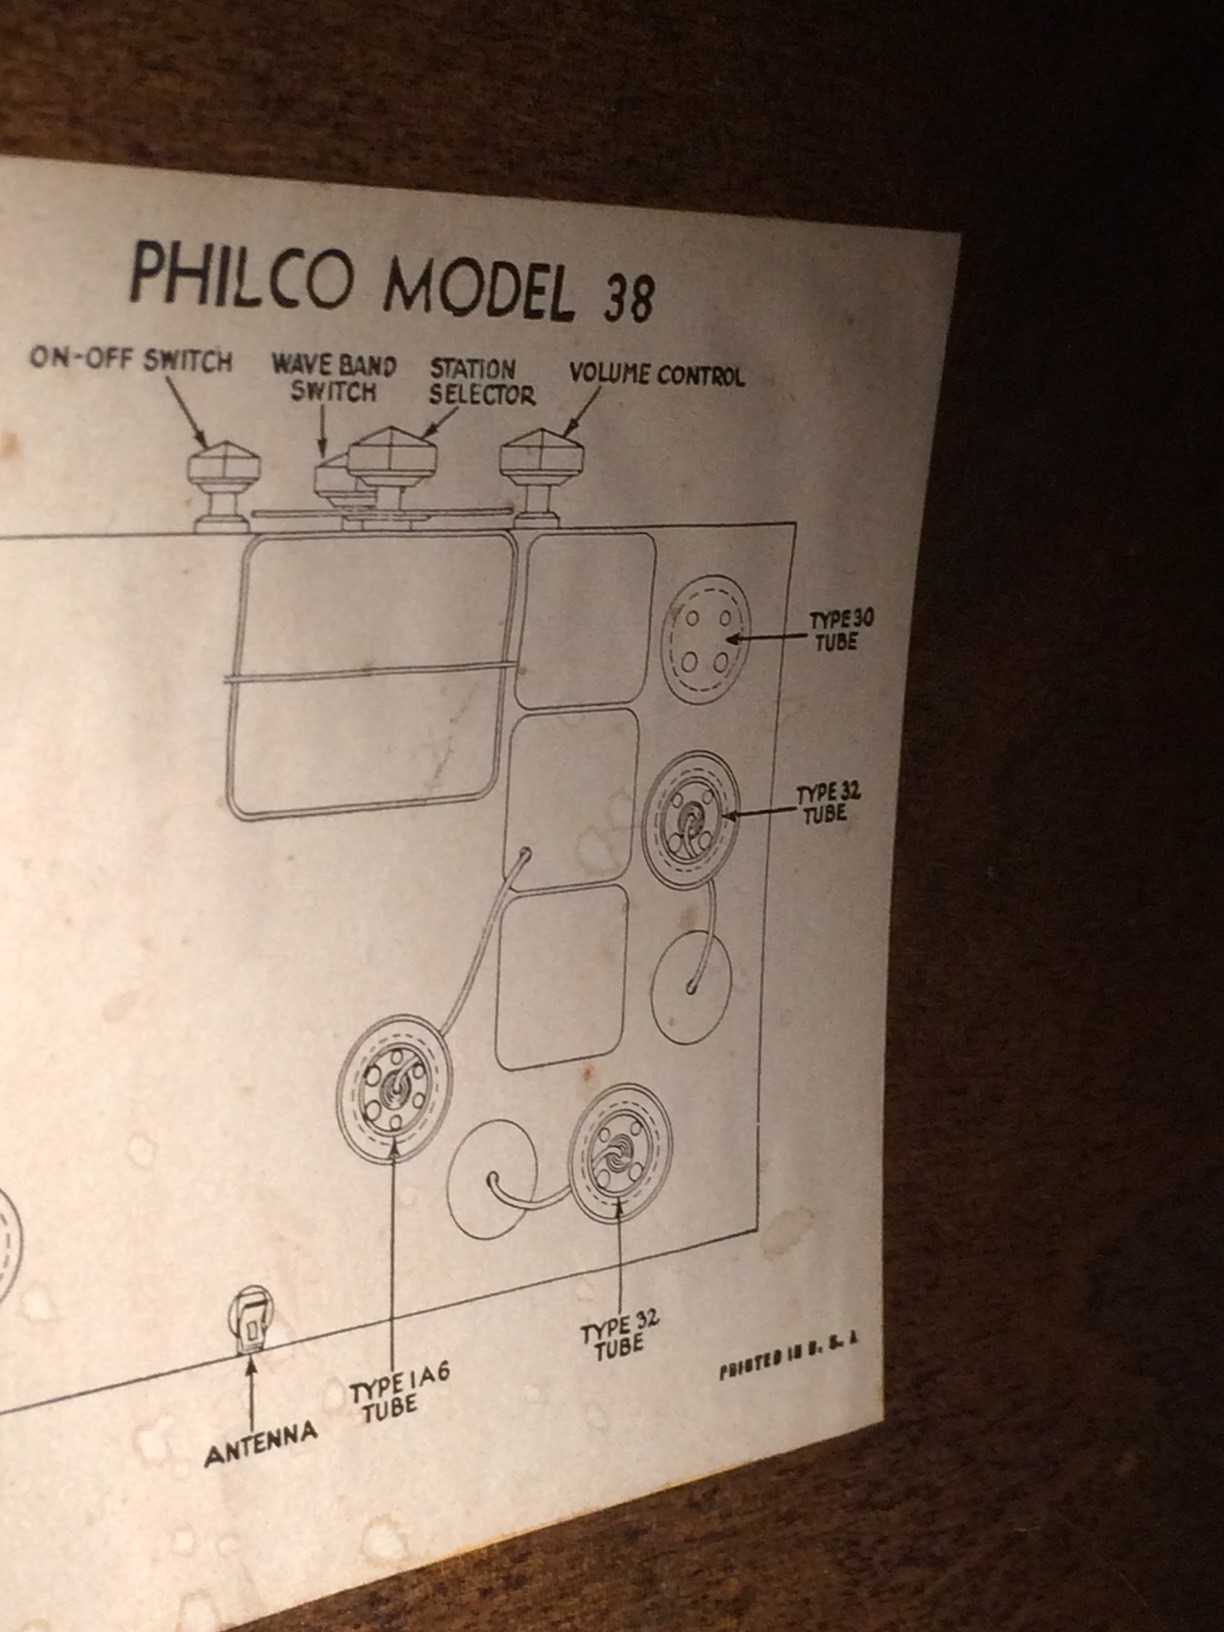 PHILCO MODEL 38
ON-OFF SWITCH
WAVE BAND
SWITCH
STATION
SELECTOR
VOLUME CONTROL
TYPE 30
TUBE
TYPE 32
TUBE
TYPE 32
TUBE
TYPE 1A6
TUBE
ANTENNA
PRINTED IN U. S. A